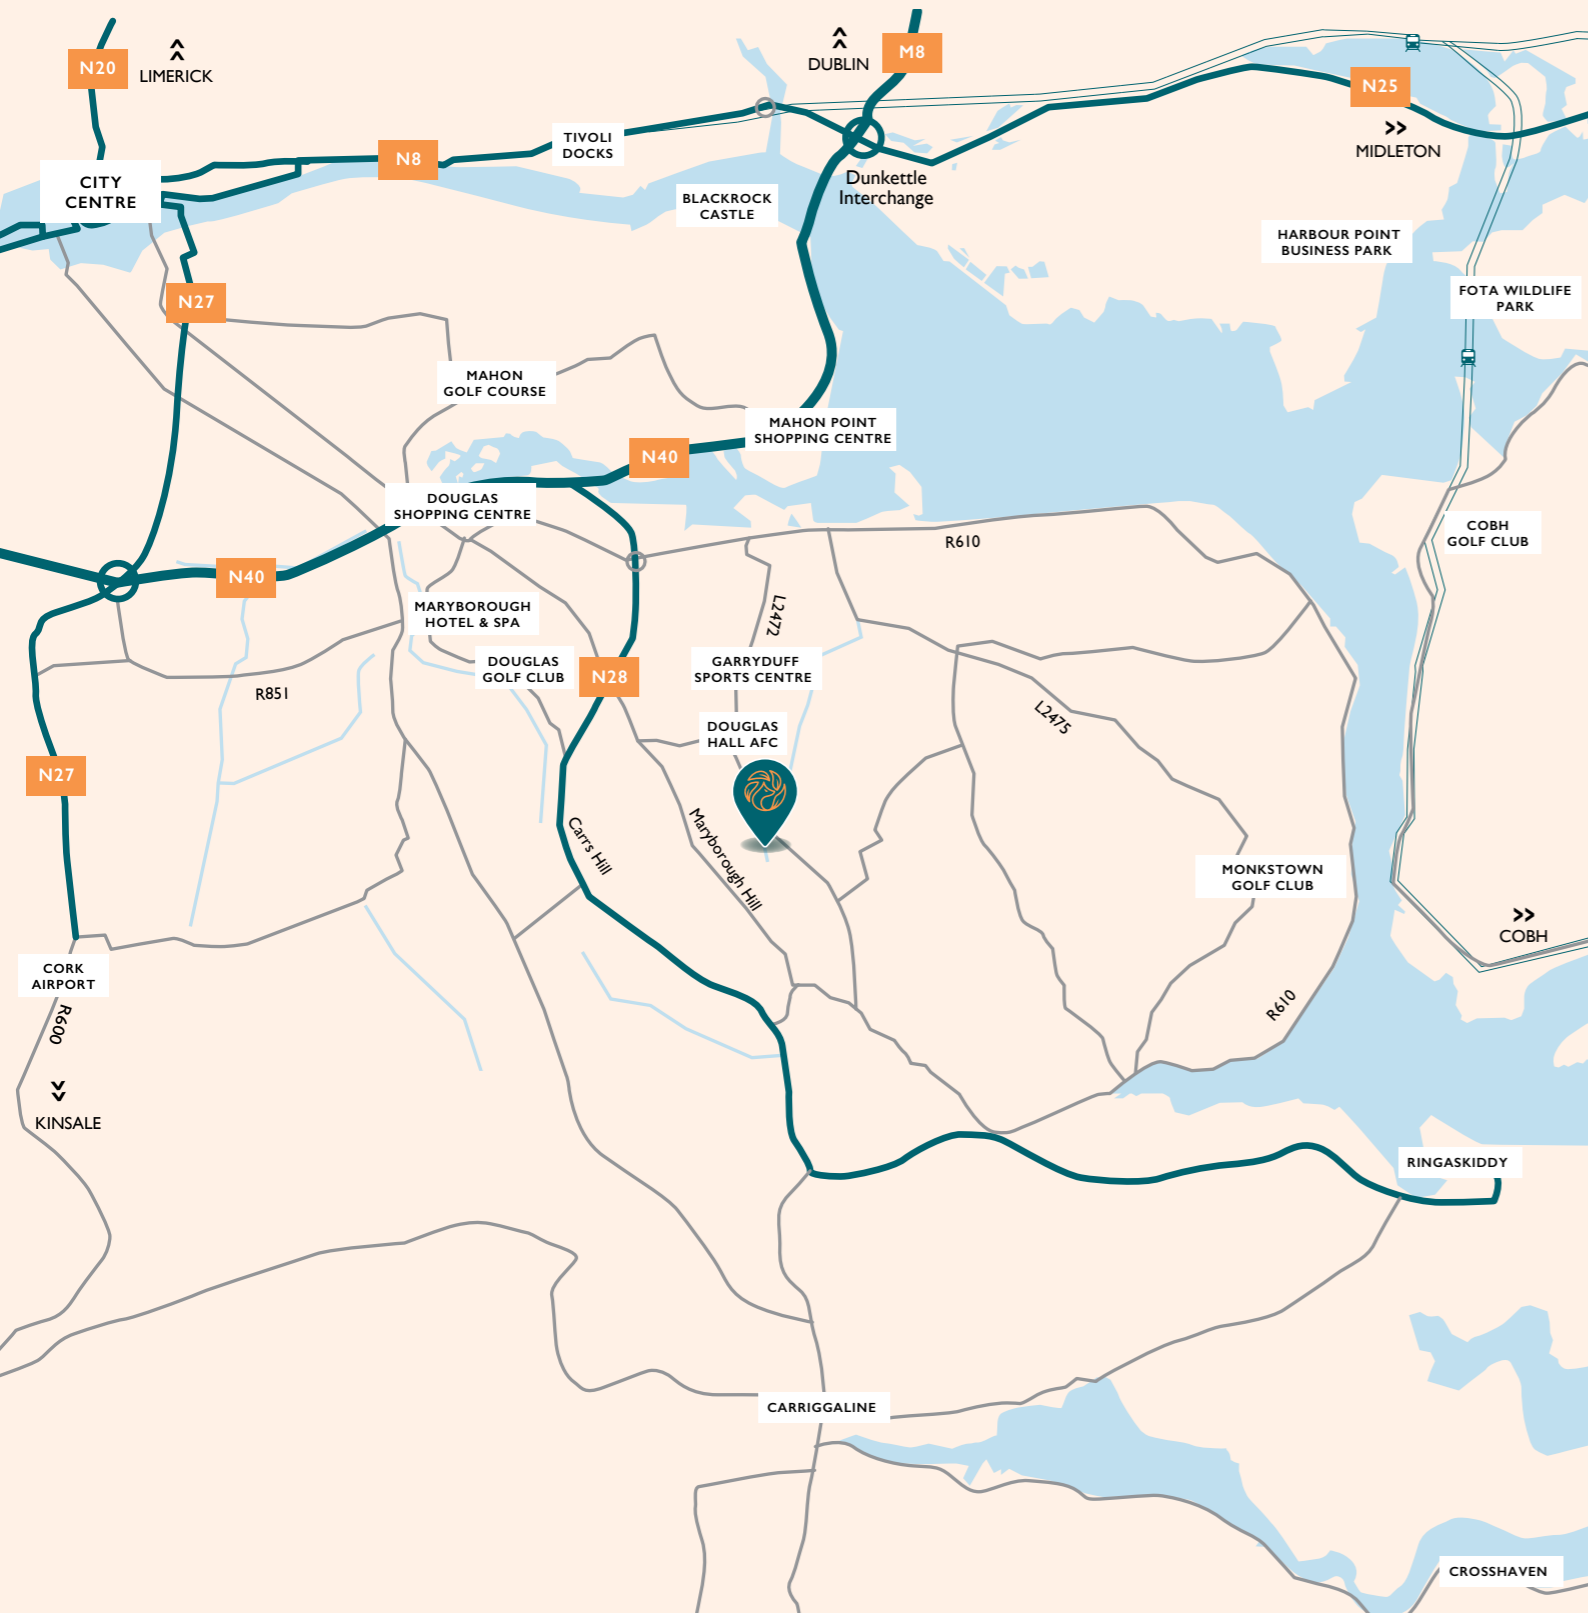 N20
LIMERICK
DUBLIN
M8
N25
MIDLETON
TIVOLI
DOCKS
N8
CITY
CENTRE
Dunkettle
Interchange
BLACKROCK
CASTLE
HARBOUR POINT
BUSINESS PARK
FOTA WILDLIFE
PARK
N27
MAHON
GOLF COURSE
MAHON POINT
SHOPPING CENTRE
N40
DOUGLAS
SHOPPING CENTRE
R610
COBH
GOLF CLUB
N40
MARYBOROUGH
HOTEL & SPA
L2472
DOUGLAS
GOLF CLUB
N28
GARRYDUFF
SPORTS CENTRE
R851
L2475
DOUGLAS
HALL AFC
N27
Carrs Hill
Maryborough Hill
MONKSTOWN
GOLF CLUB
COBH
CORK
AIRPORT
R600
R610
KINSALE
RINGASKIDDY
CARRIGGALINE
CROSSHAVEN